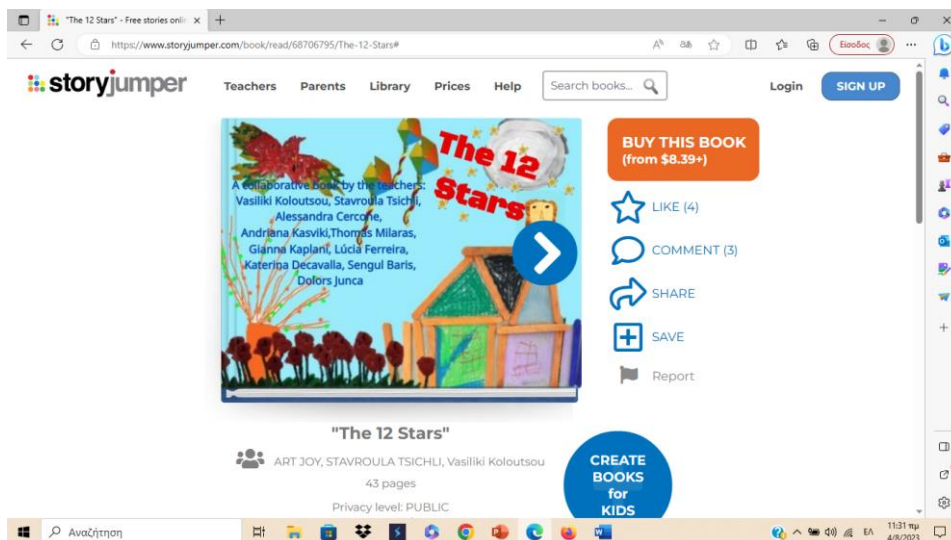 "The 12 Stars" - Free stories onlin
https://www.storyjumper.com/book/read/68706795/The-12-Stars#
Είσοδος
storyjumper
Teachers Parents Library Prices Help
Search books...
Login
SIGN UP
The 12
Stars
A collaborative book by the teachers:
Vasiliki Koloutsou, Stavroula Tsichli,
Alessandra Cercone,
Andriana Kasviki,Thomas Milaras,
Gianna Kaplani, Lúcia Ferreira,
Katerina Decavalla, Sengul Baris,
Dolors Junca
BUY THIS BOOK
(from $8.39+)
LIKE (4)
COMMENT (3)
SHARE
SAVE
Report
"The 12 Stars"
ART JOY, STAVROULA TSICHLI, Vasiliki Koloutsou
43 pages
Privacy level: PUBLIC
CREATE
BOOKS
for
KIDS
Αναζήτηση
ΕΛ
11:31 πμ
4/8/2023